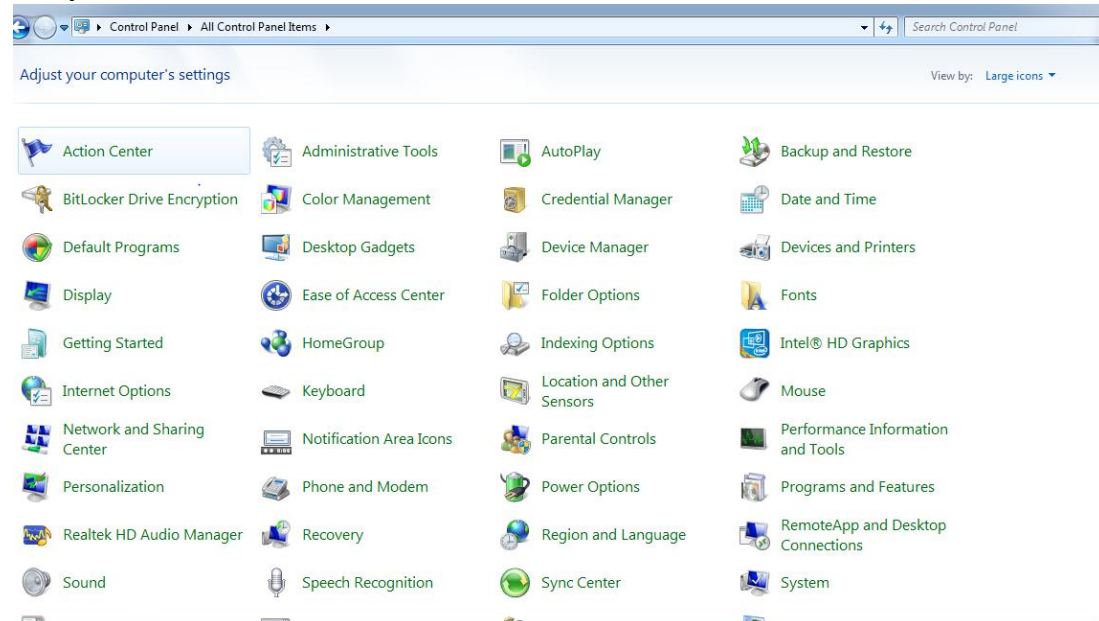 Control Panel ▸ All Control Panel Items ▸
Search Control Panel
Adjust your computer's settings
View by: Large icons
Action Center
Administrative Tools
AutoPlay
Backup and Restore
BitLocker Drive Encryption
Color Management
Credential Manager
Date and Time
Default Programs
Desktop Gadgets
Device Manager
Devices and Printers
Display
Ease of Access Center
Folder Options
Fonts
Getting Started
HomeGroup
Indexing Options
Intel® HD Graphics
Internet Options
Keyboard
Location and Other
Sensors
Mouse
Network and Sharing
Center
Notification Area Icons
Parental Controls
Performance Information
and Tools
Personalization
Phone and Modem
Power Options
Programs and Features
Realtek HD Audio Manager
Recovery
Region and Language
RemoteApp and Desktop
Connections
Sound
Speech Recognition
Sync Center
System